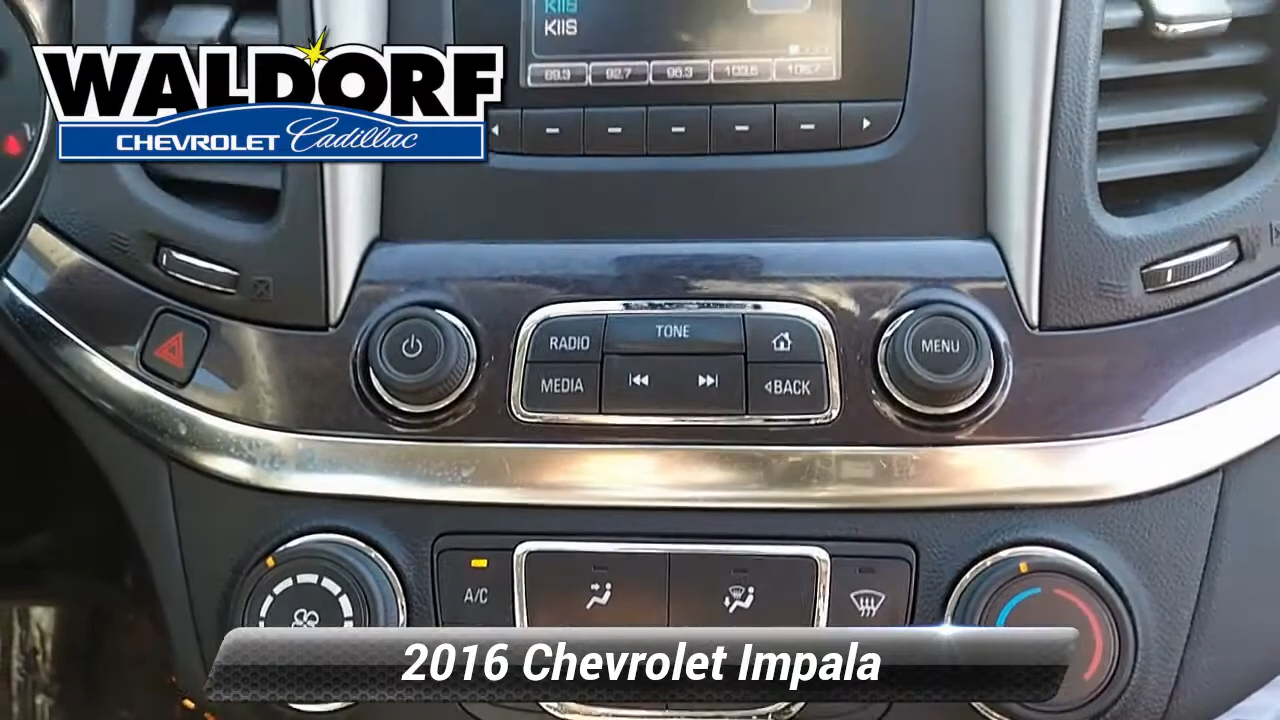 KIIS
KIIS
89.3 92.7 96.3 103.5 105.7
WALDORF
CHEVROLET Cadillac
RADIO TONE
MEDIA BACK
MENU
A/C
2016 Chevrolet Impala